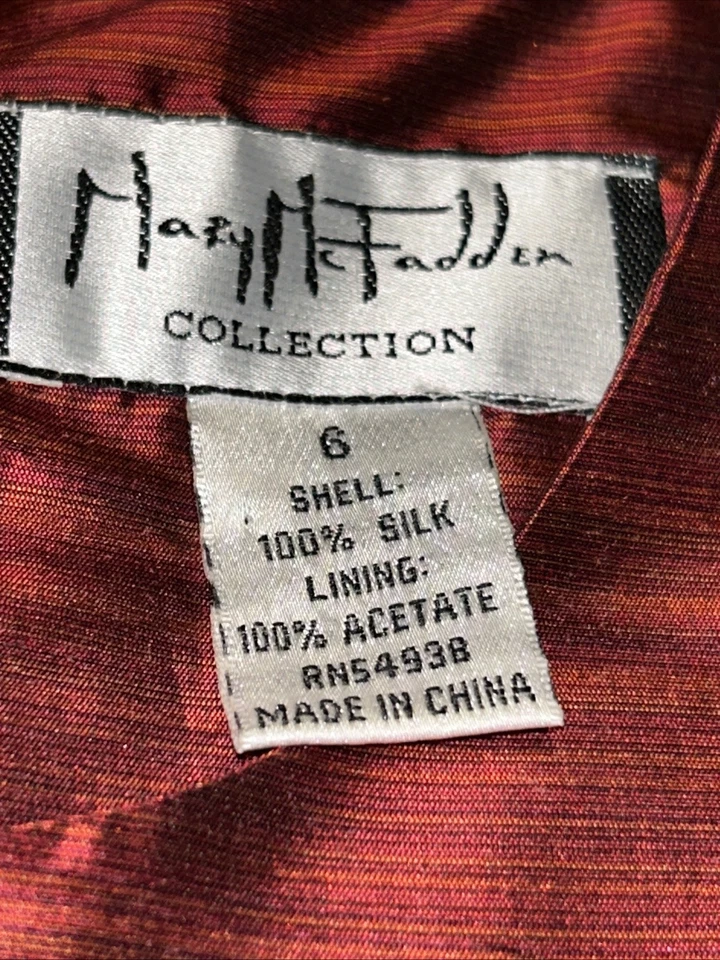 Mary McFadden
COLLECTION
6
SHELL:
100% SILK
LINING:
100% ACETATE
RN54938
MADE IN CHINA